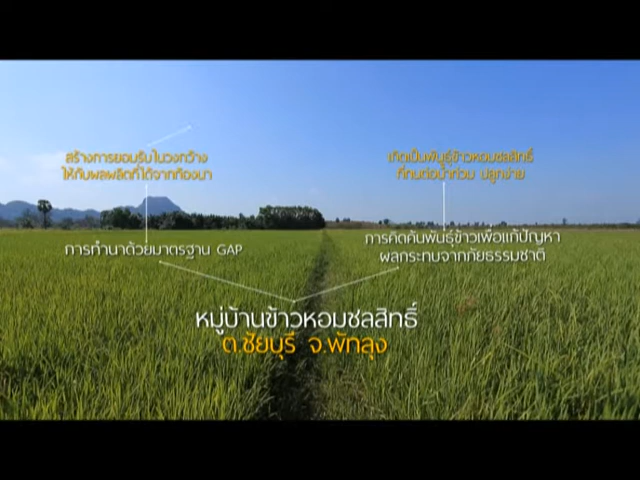 สร้างการยอมรับในวงกว้าง
ให้กับผลผลิตที่ได้จากท้องนา
เกิดเป็นพันธุ์ข้าวหอมชลสิทธิ์
ที่ทนต่อน้ำท่วม ปลูกง่าย
การทำนาด้วยมาตรฐาน GAP
การคิดค้นพันธุ์ข้าวเพื่อแก้ปัญหา
ผลกระทบจากภัยธรรมชาติ
หมู่บ้านข้าวหอมชลสิทธิ์
ต.ชัยบุรี จ.พัทลุง